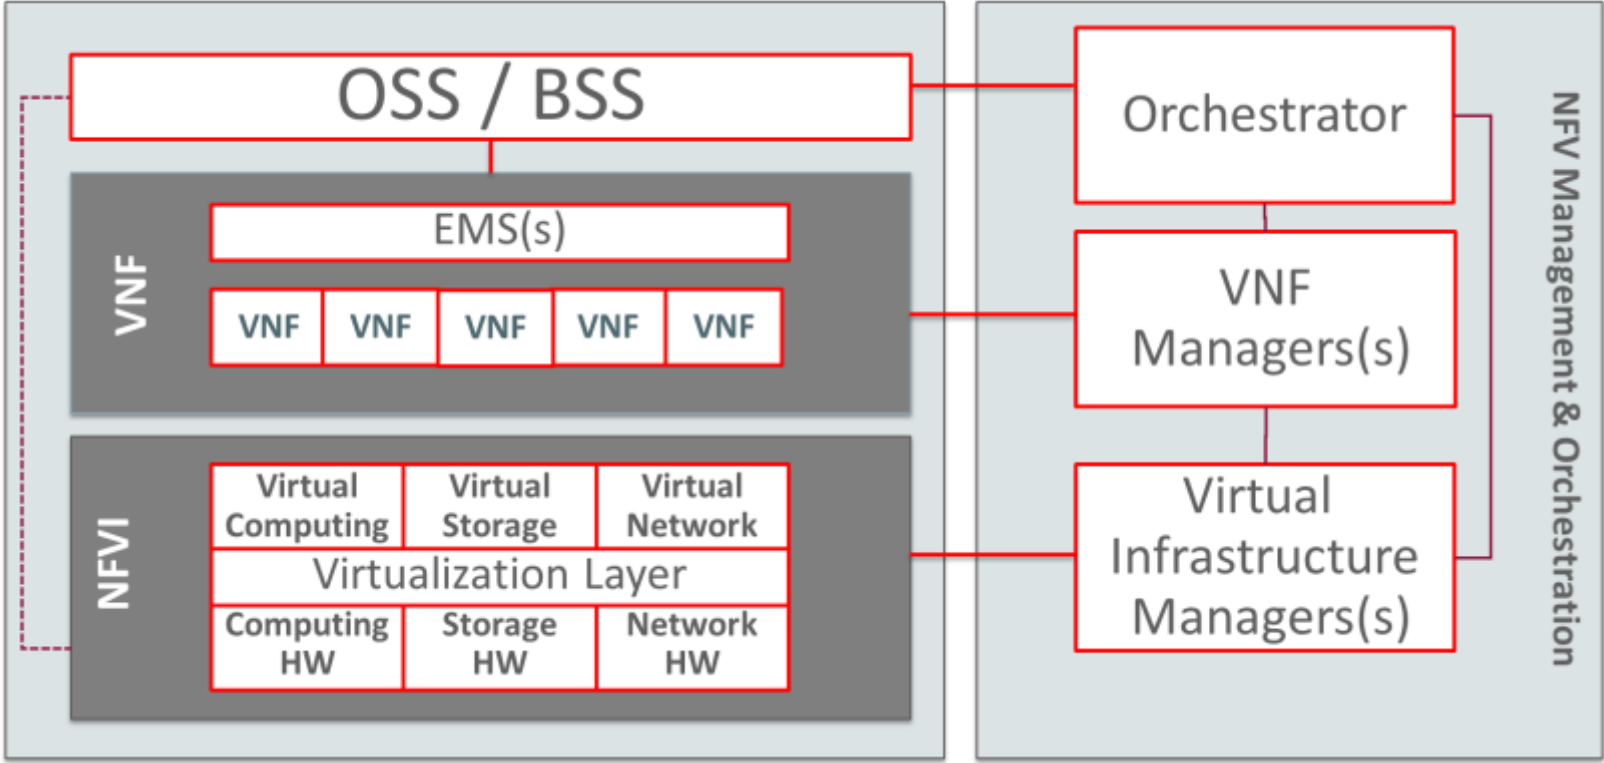 OSS / BSS
VNF
EMS(s)
VNF VNF VNF VNF VNF
NFVI
Virtual Computing
Virtual Storage
Virtual Network
Virtualization Layer
Computing HW
Storage HW
Network HW
Orchestrator
VNF
Managers(s)
Virtual
Infrastructure
Managers(s)
NFV Management & Orchestration